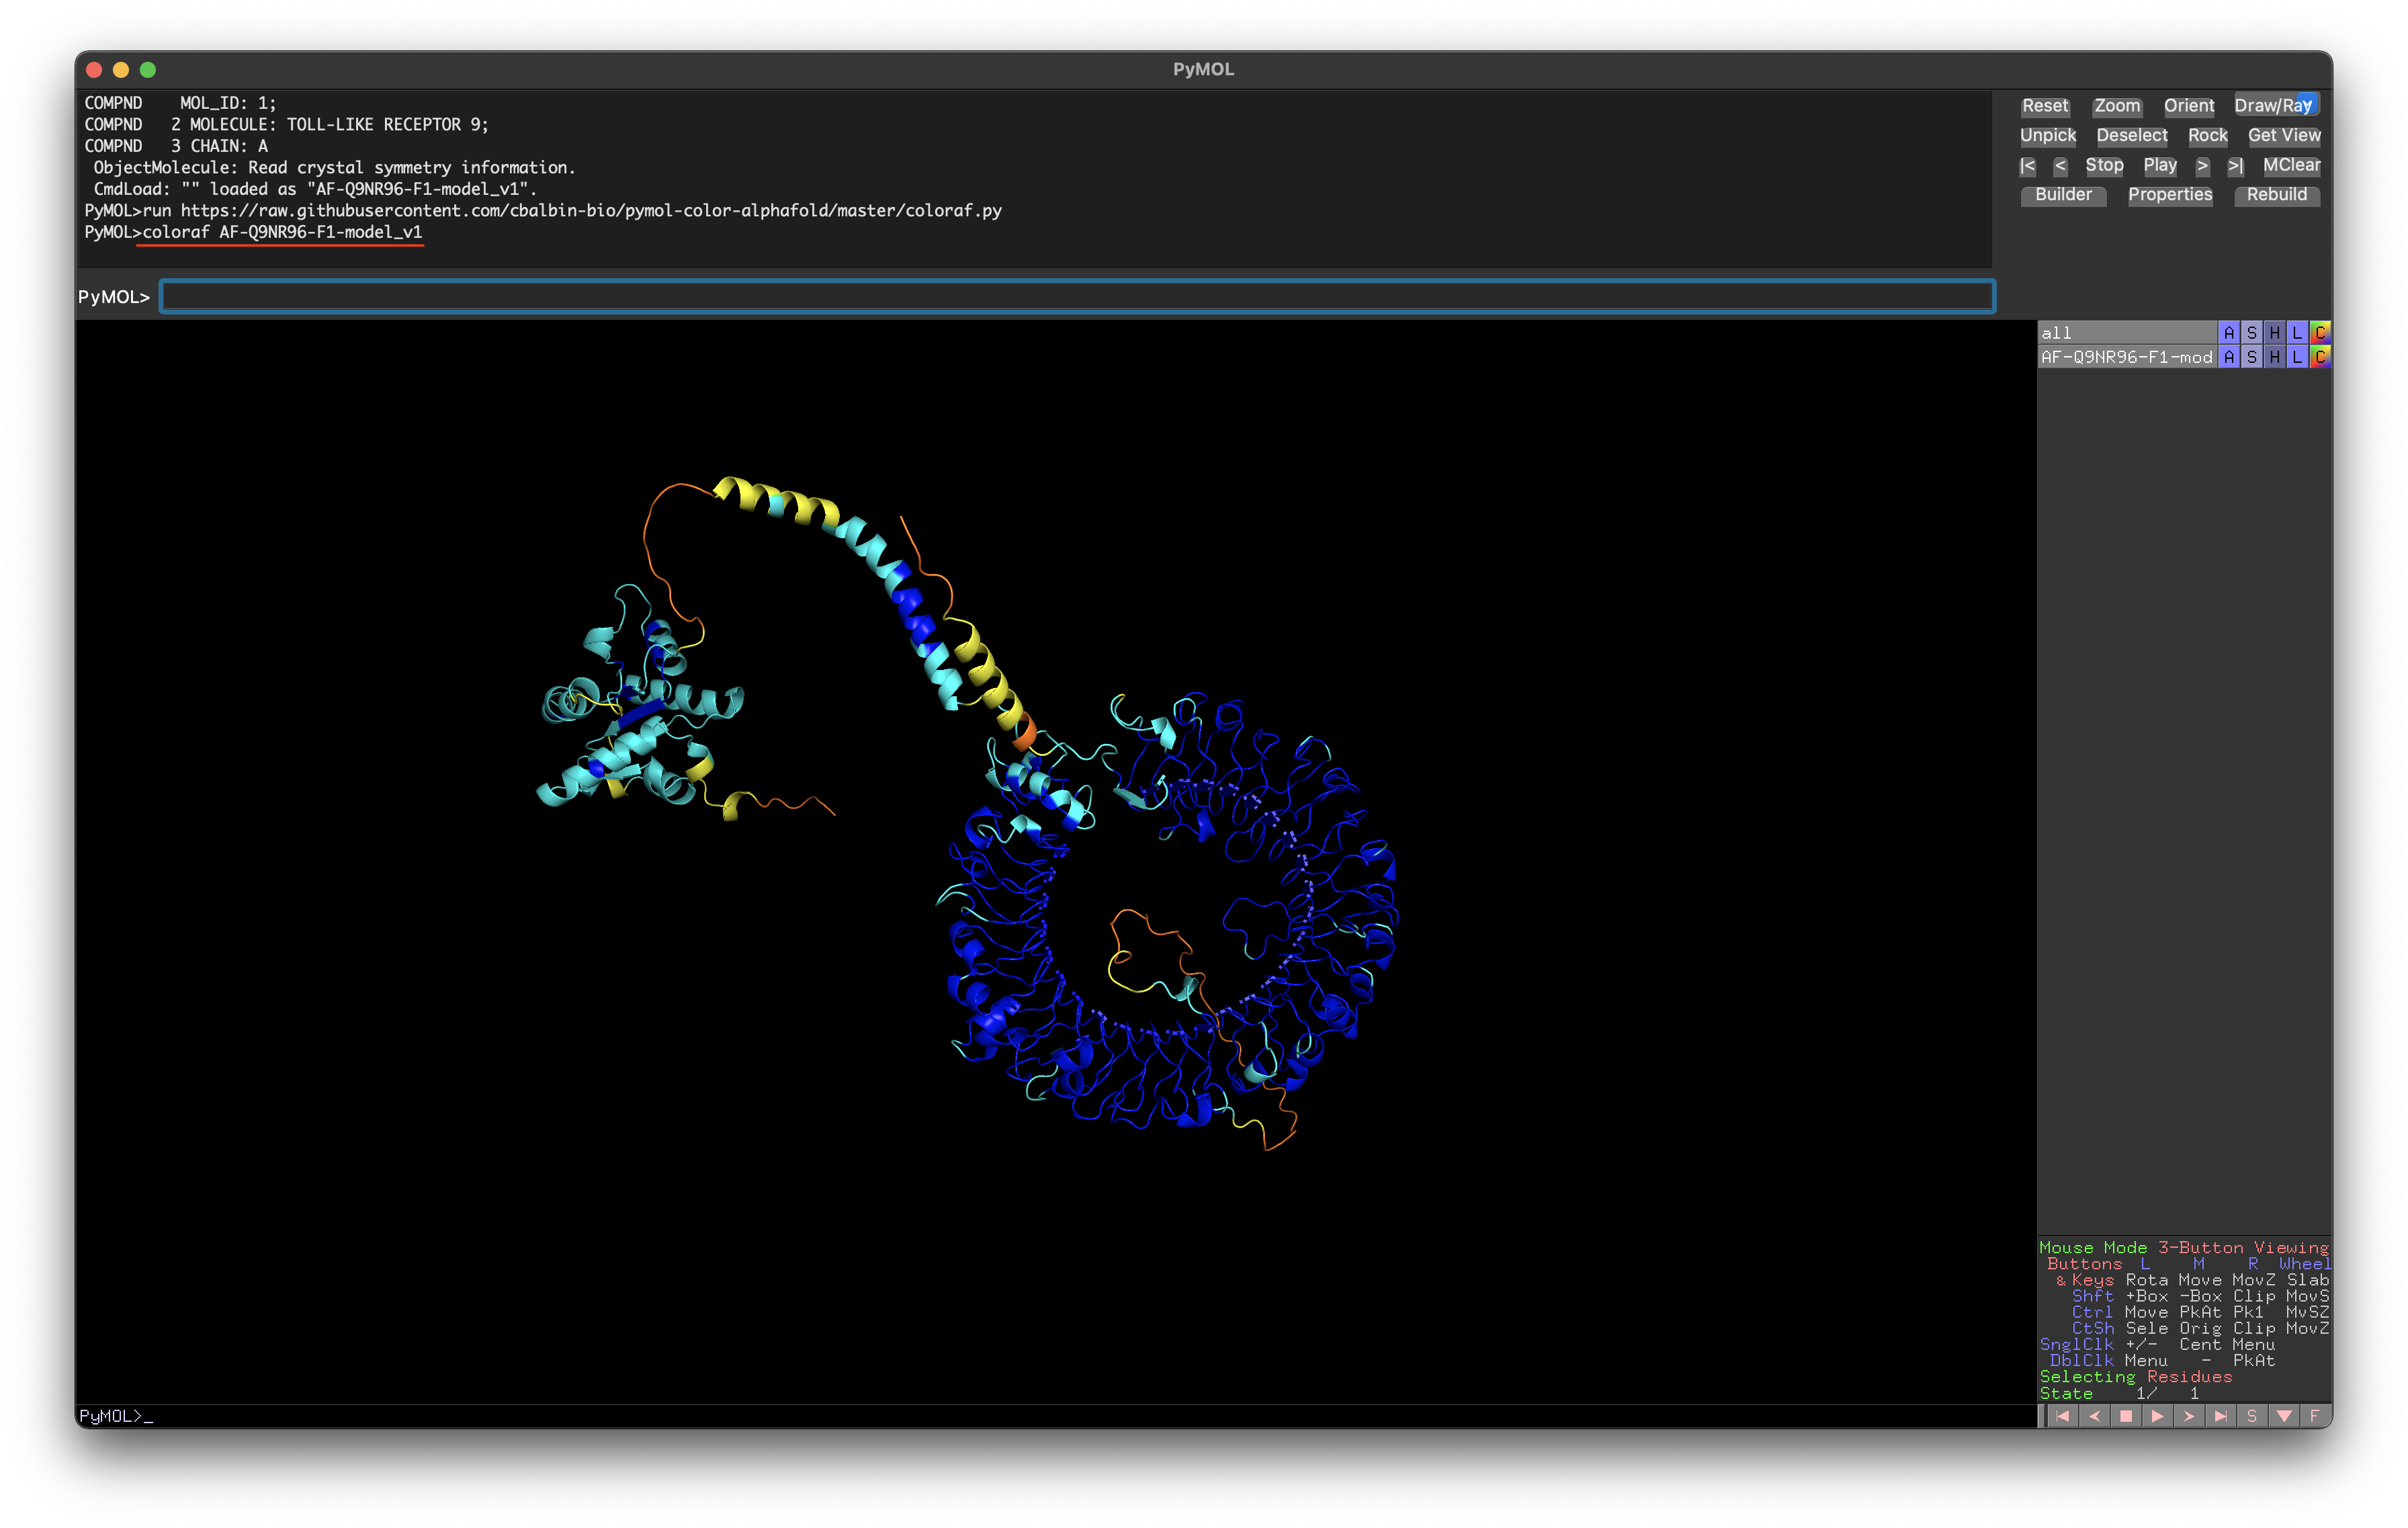 PyMOL
COMPND    MOL_ID: 1;
COMPND   2 MOLECULE: TOLL-LIKE RECEPTOR 9;
COMPND   3 CHAIN: A
ObjectMolecule: Read crystal symmetry information.
CmdLoad: "" loaded as "AF-Q9NR96-F1-model_v1".
PyMOL>run https://raw.githubusercontent.com/cbalbin-bio/pymol-color-alphafold/master/coloraf.py
PyMOL>coloraf AF-Q9NR96-F1-model_v1
PyMOL>
Reset Zoom Orient Draw/Ray
Unpick Deselect Rock Get View
|< < Stop Play > >| MClear
Builder Properties Rebuild
all A S H L C
AF-Q9NR96-F1-mod A S H L C
Mouse Mode 3-Button Viewing
Buttons L M R Wheel
& Keys Rota Move MovZ Slab
Shft +Box -Box Clip MovS
Ctrl Move PkAt Pk1 MvSZ
CtSh Sele Orig Clip MovZ
SnglClk +/- Cent Menu
DblClk Menu - PkAt
Selecting Residues
State 1/ 1
PyMOL>_
S F